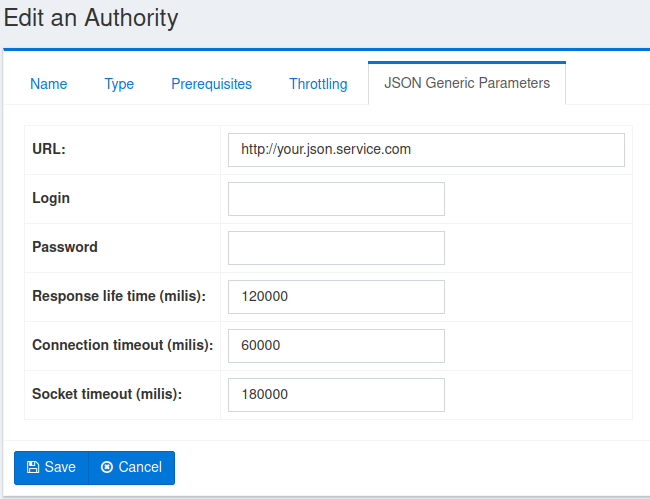 Edit an Authority
Name Type Prerequisites Throttling JSON Generic Parameters
URL: http://your.json.service.com
Login
Password
Response life time (milis): 120000
Connection timeout (milis): 60000
Socket timeout (milis): 180000
Save Cancel